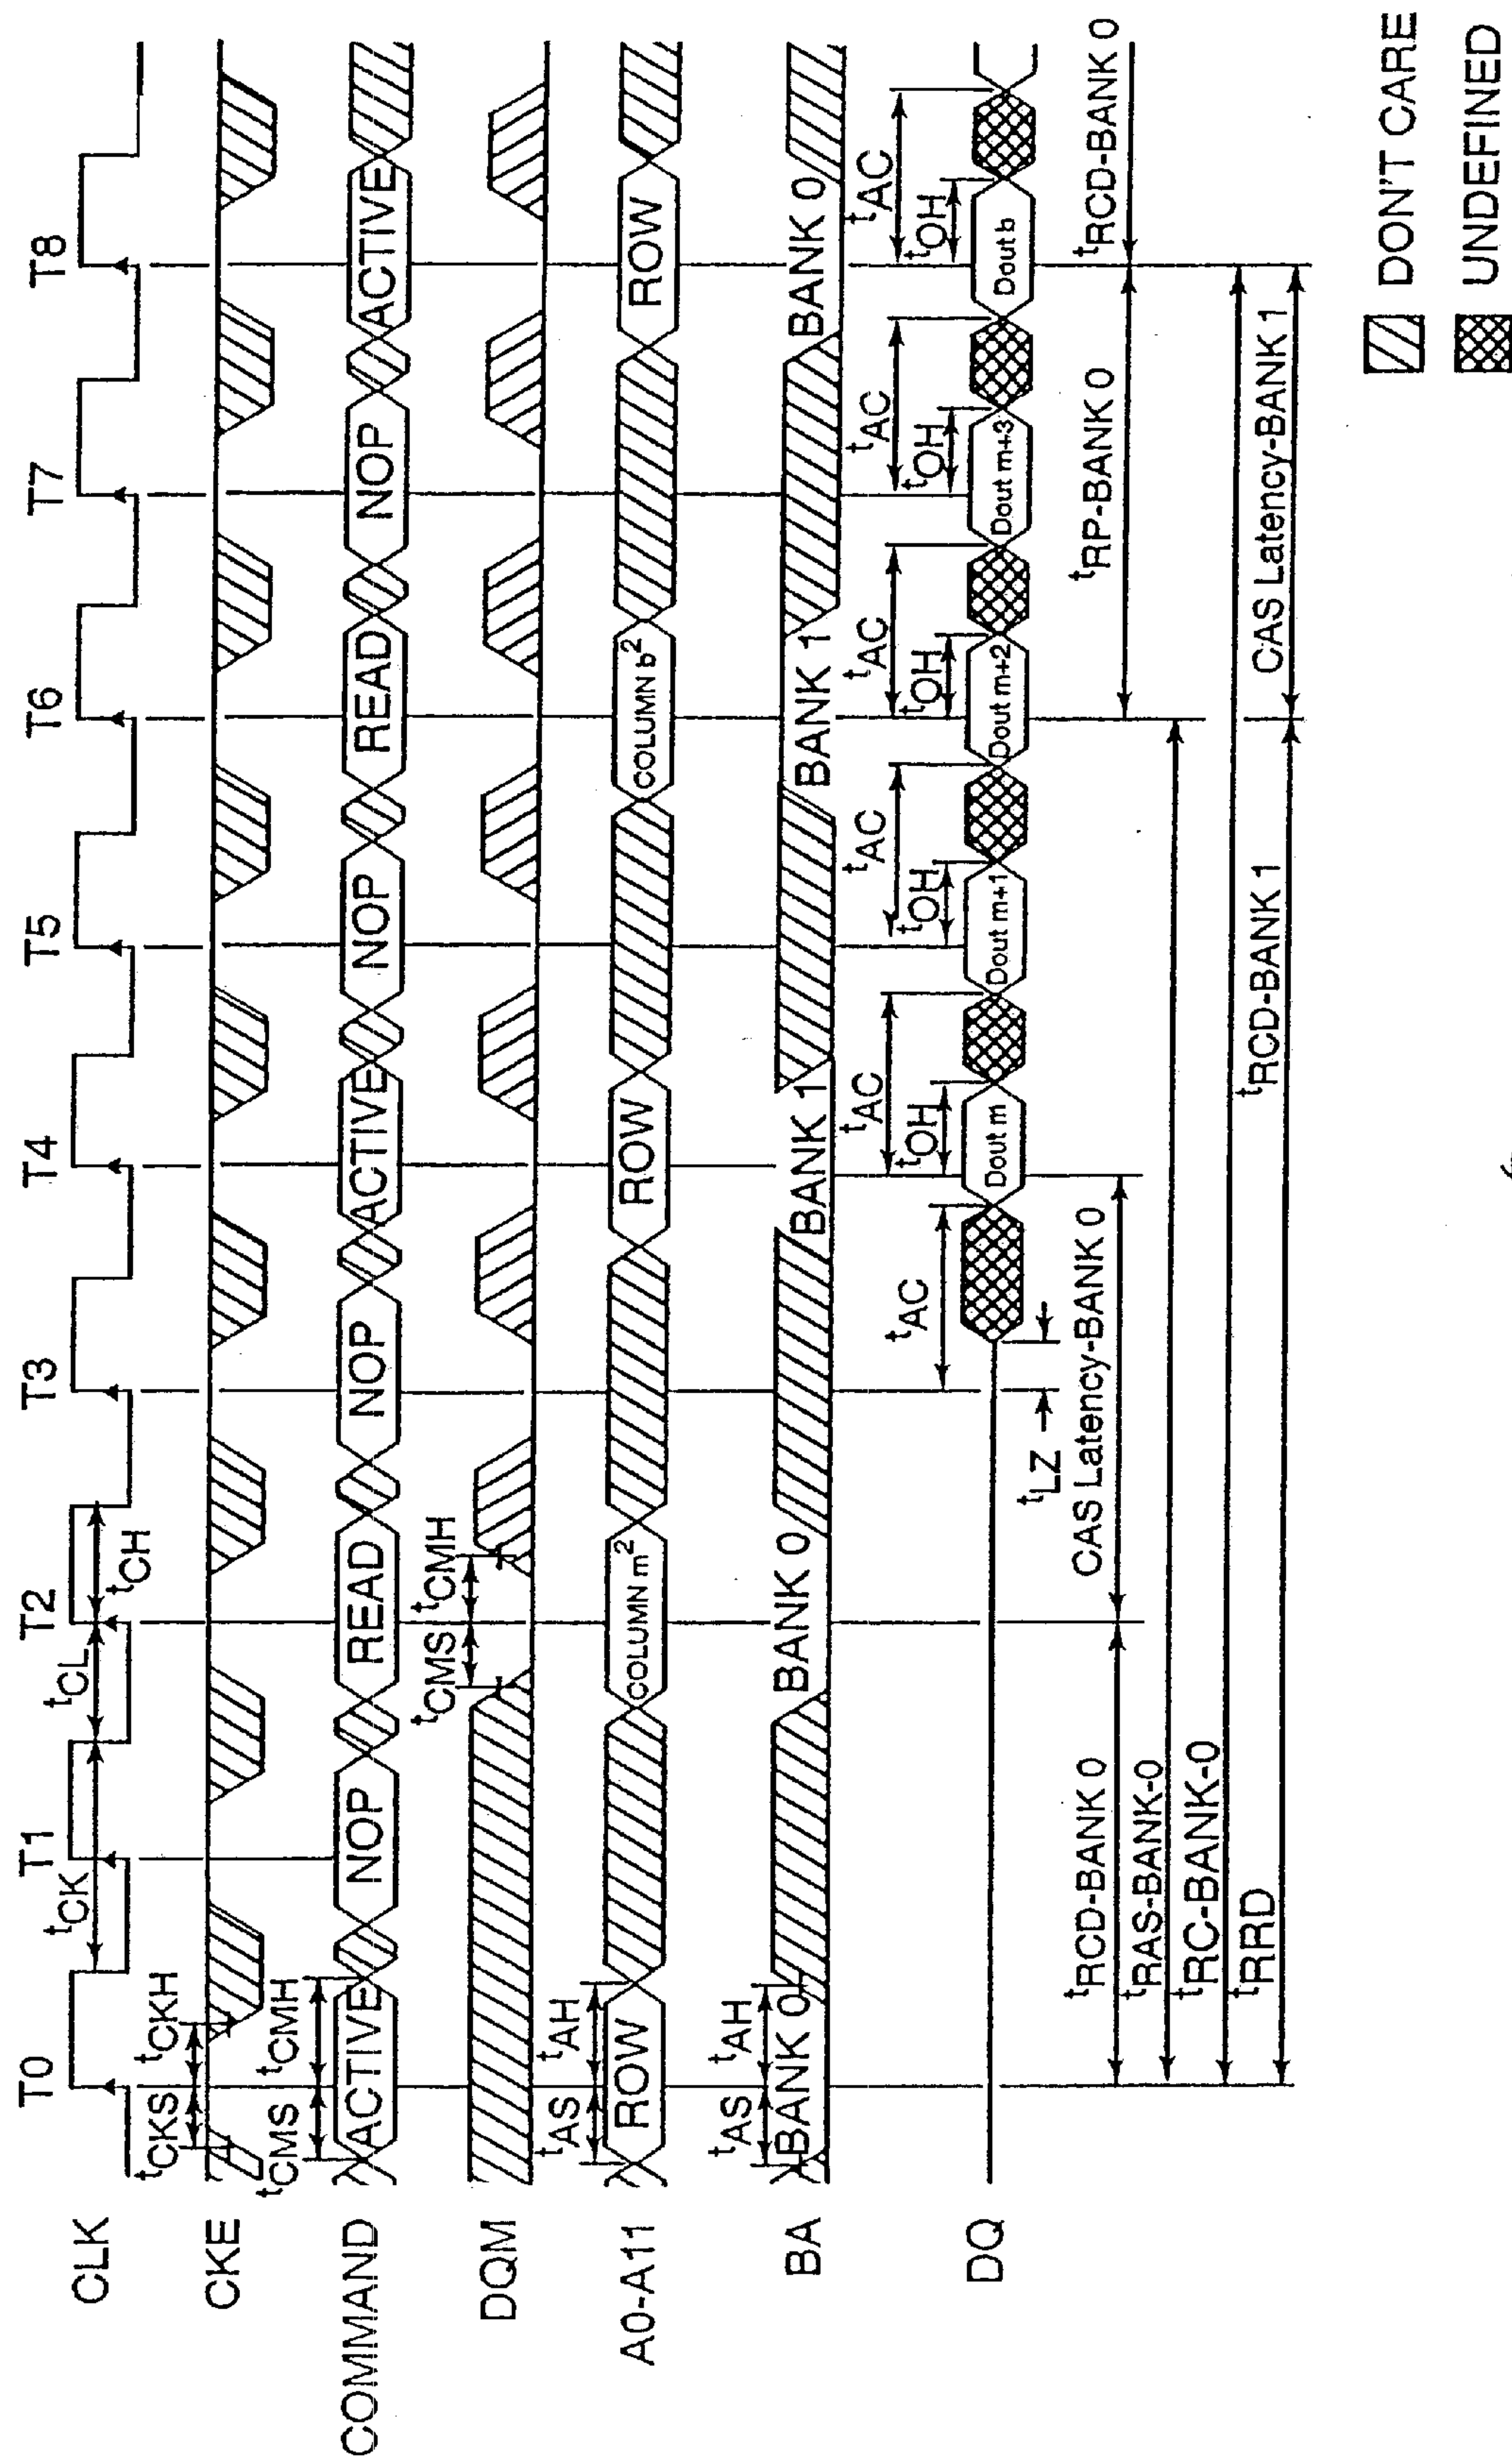 T0 T1 T2 T3 T4 T5 T6 T7 T8
CLK
tCK tCL tCH
CKE
tCKS tCKH
COMMAND
tCMS tCMH
ACTIVE NOP READ NOP ACTIVE NOP READ NOP ACTIVE
DQM
tCMS tCMH
A0-A11
tAS tAH
ROW COLUMN m² ROW COLUMN b² ROW
BA
tAS tAH
BANK 0 BANK 0 BANK 1 BANK 1 BANK 0
tAC tAC tAC tAC tAC tAC
tOH tOH tOH tOH tOH
DQ
Dout m Dout m+1 Dout m+2 Dout m+3 Dout b
tLZ
tRCD-BANK 0 CAS Latency-BANK 0 tRP-BANK 0 tRCD-BANK 0
tRAS-BANK-0
tRC-BANK-0
tRRD tRCD-BANK 1 CAS Latency-BANK 1
DON'T CARE
UNDEFINED